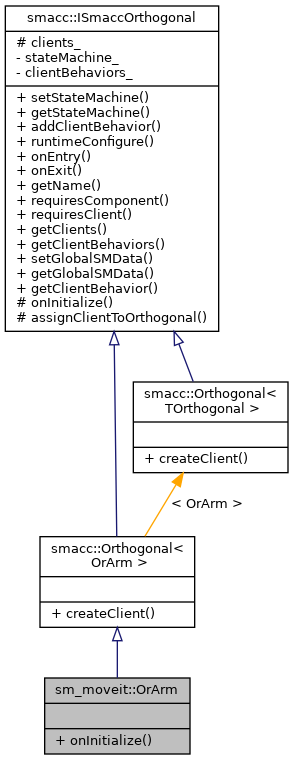 smacc::ISmaccOrthogonal
# clients_
- stateMachine_
- clientBehaviors_
+ setStateMachine()
+ getStateMachine()
+ addClientBehavior()
+ runtimeConfigure()
+ onEntry()
+ onExit()
+ getName()
+ requiresComponent()
+ requiresClient()
+ getClients()
+ getClientBehaviors()
+ setGlobalSMData()
+ getGlobalSMData()
+ getClientBehavior()
# onInitialize()
# assignClientToOrthogonal()
smacc::Orthogonal<
TOrthogonal >
+ createClient()
< OrArm >
smacc::Orthogonal<
OrArm >
+ createClient()
sm_moveit::OrArm
+ onInitialize()